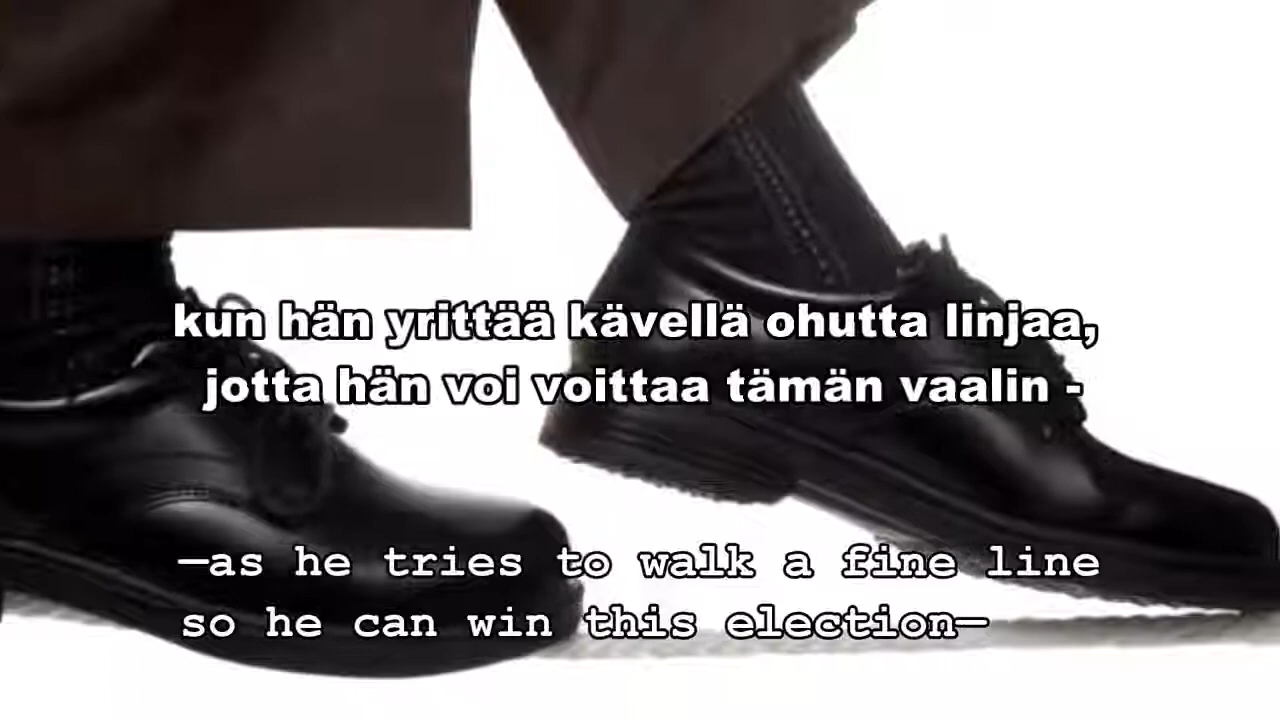 kun hän yrittää kävellä ohutta linjaa,
jotta hän voi voittaa tämän vaalin -
—as he tries to walk a fine line
so he can win this election—